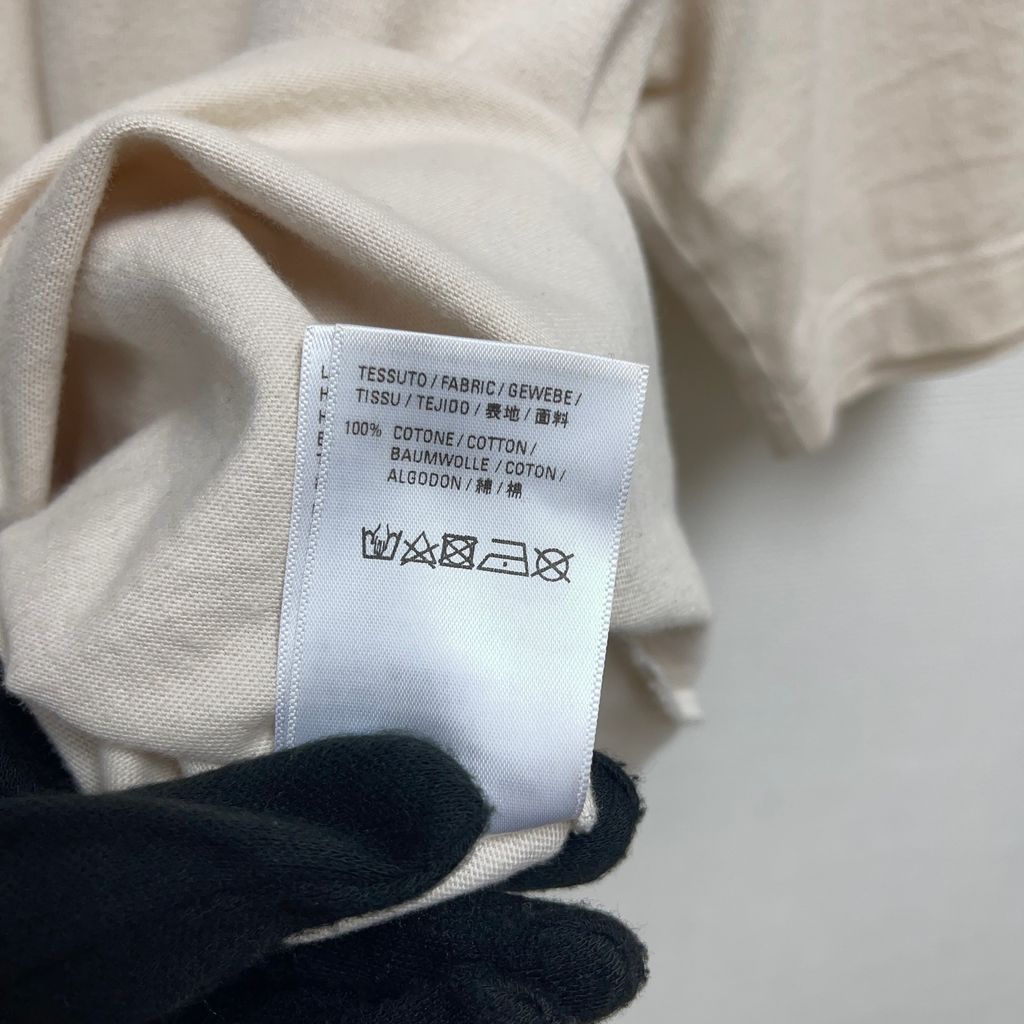 TESSUTO / FABRIC / GEWEBE /
TISSU / TEJIDO / 表地 / 面料
100% COTONE / COTTON /
BAUMWOLLE / COTON /
ALGODON / 綿 / 棉